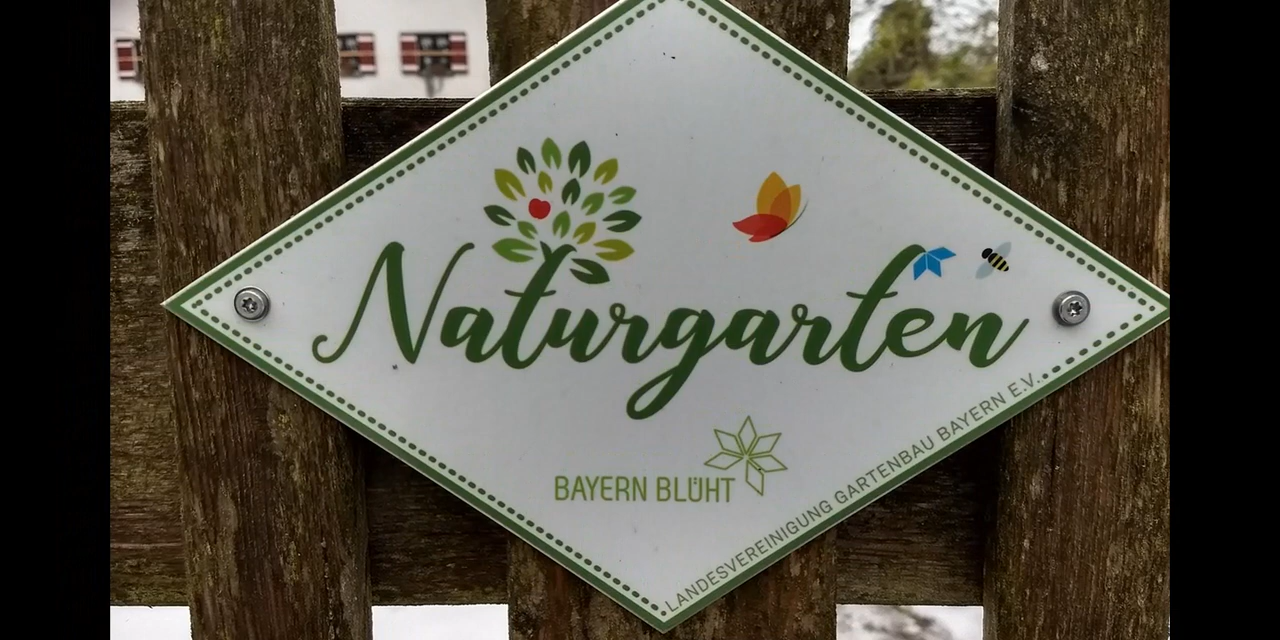 Naturgarten
BAYERN BLÜHT
LANDESVEREINIGUNG GARTENBAU BAYERN E.V.